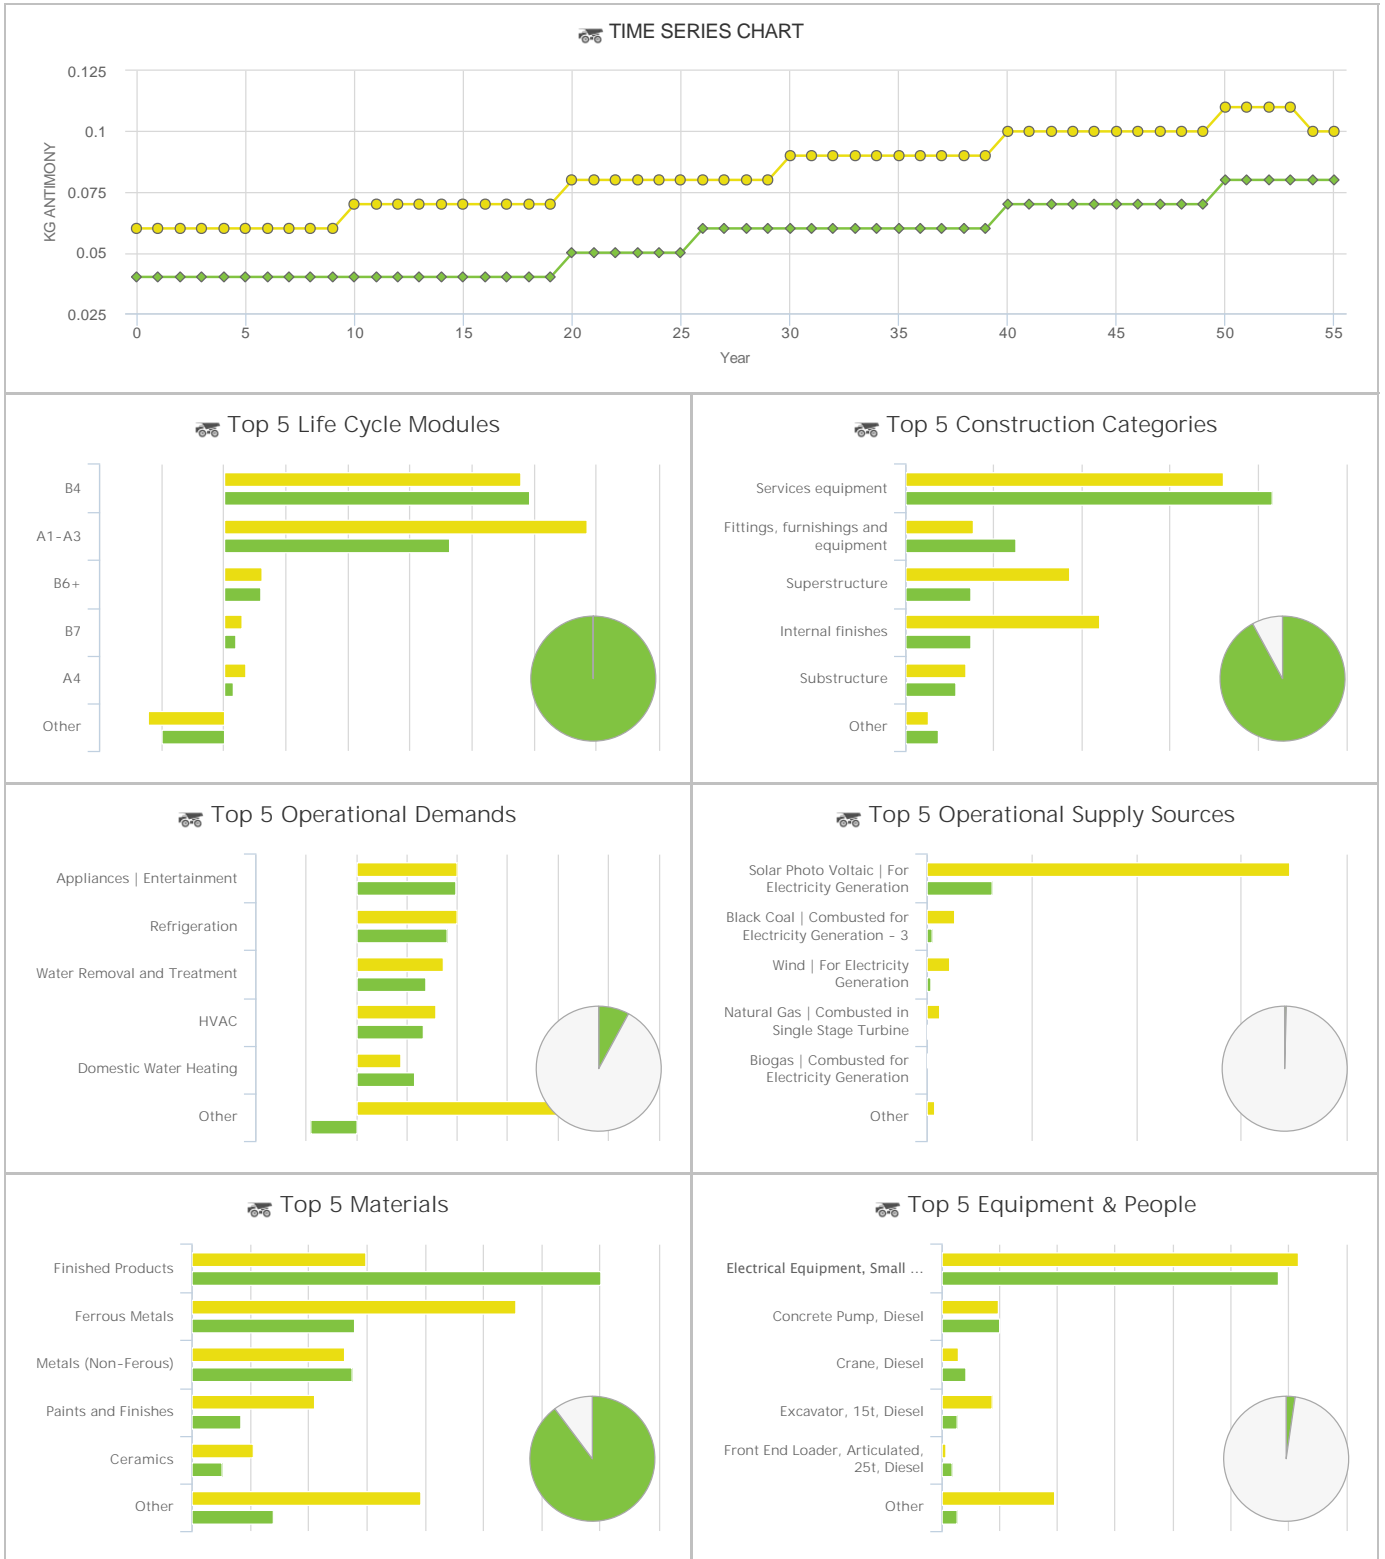 TIME SERIES CHART
0.125
0.1
0.075
0.05
0.025
KG ANTIMONY
0 5 10 15 20 25 30 35 40 45 50 55
Year
Top 5 Life Cycle Modules
B4
A1-A3
B6+
B7
A4
Other
Top 5 Construction Categories
Services equipment
Fittings, furnishings and
equipment
Superstructure
Internal finishes
Substructure
Other
Top 5 Operational Demands
Appliances | Entertainment
Refrigeration
Water Removal and Treatment
HVAC
Domestic Water Heating
Other
Top 5 Operational Supply Sources
Solar Photo Voltaic | For
Electricity Generation
Black Coal | Combusted for
Electricity Generation - 3
Wind | For Electricity
Generation
Natural Gas | Combusted in
Single Stage Turbine
Biogas | Combusted for
Electricity Generation
Other
Top 5 Materials
Finished Products
Ferrous Metals
Metals (Non-Ferous)
Paints and Finishes
Ceramics
Other
Top 5 Equipment & People
Electrical Equipment, Small ...
Concrete Pump, Diesel
Crane, Diesel
Excavator, 15t, Diesel
Front End Loader, Articulated,
25t, Diesel
Other